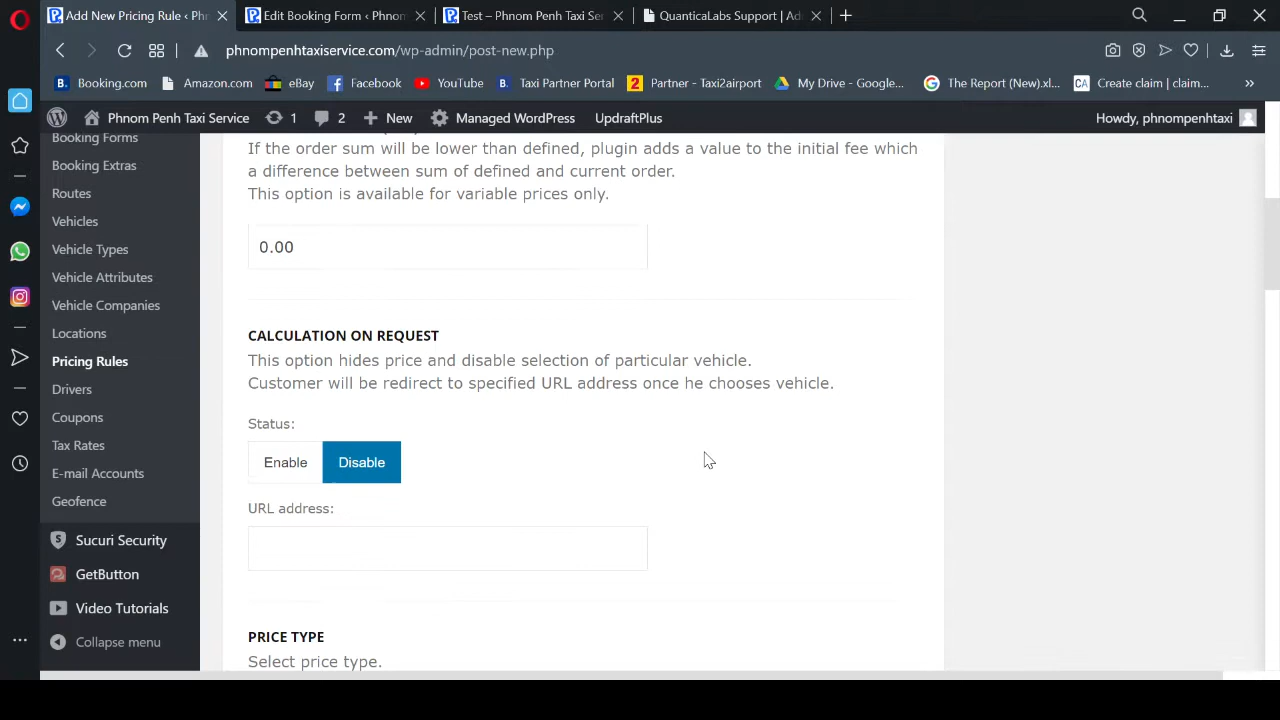 Add New Pricing Rule ‹ Phr
Edit Booking Form ‹ Phnom
Test – Phnom Penh Taxi Ser
QuanticaLabs Support | Ad
phnompenhtaxiservice.com/wp-admin/post-new.php
Booking.com
Amazon.com
eBay
Facebook
YouTube
Taxi Partner Portal
Partner - Taxi2airport
My Drive - Google...
The Report (New).xl...
Create claim | claim...
Phnom Penh Taxi Service
1
2
New
Managed WordPress
UpdraftPlus
Howdy, phnompenhtaxi
Booking Forms
Booking Extras
Routes
Vehicles
Vehicle Types
Vehicle Attributes
Vehicle Companies
Locations
Pricing Rules
Drivers
Coupons
Tax Rates
E-mail Accounts
Geofence
Sucuri Security
GetButton
Video Tutorials
Collapse menu
If the order sum will be lower than defined, plugin adds a value to the initial fee which
a difference between sum of defined and current order.
This option is available for variable prices only.
0.00
CALCULATION ON REQUEST
This option hides price and disable selection of particular vehicle.
Customer will be redirect to specified URL address once he chooses vehicle.
Status:
Enable
Disable
URL address:
PRICE TYPE
Select price type.